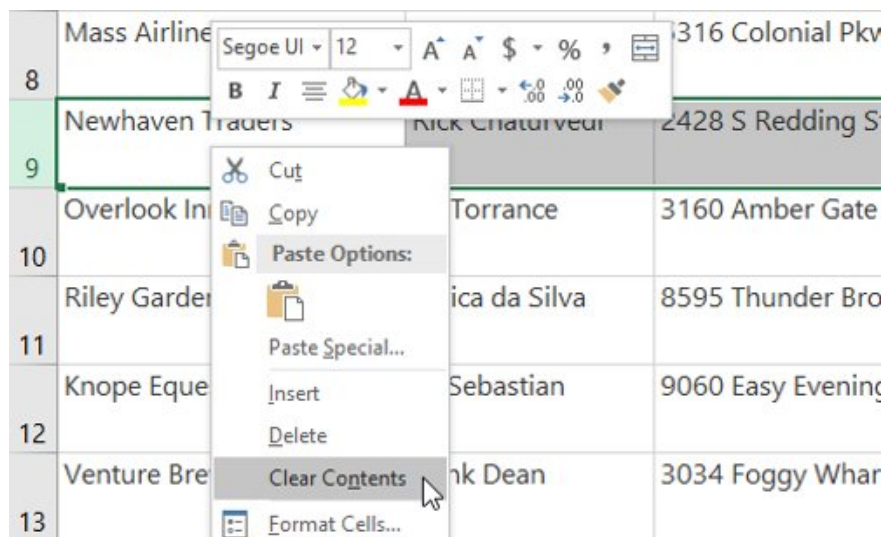 Mass Airline
Segoe UI 12 A A $ % ,
3316 Colonial Pkw
8
B I A .00 .00
Newhaven Traders Rick Chaturvedi 2428 S Redding S
9
Cut
Overlook In Copy Torrance 3160 Amber Gate
10
Paste Options:
Riley Garde ica da Silva 8595 Thunder Bro
11
Paste Special...
Knope Eque Insert Sebastian 9060 Easy Evening
12
Delete
Venture Bre Clear Contents nk Dean 3034 Foggy Whar
13
Format Cells...